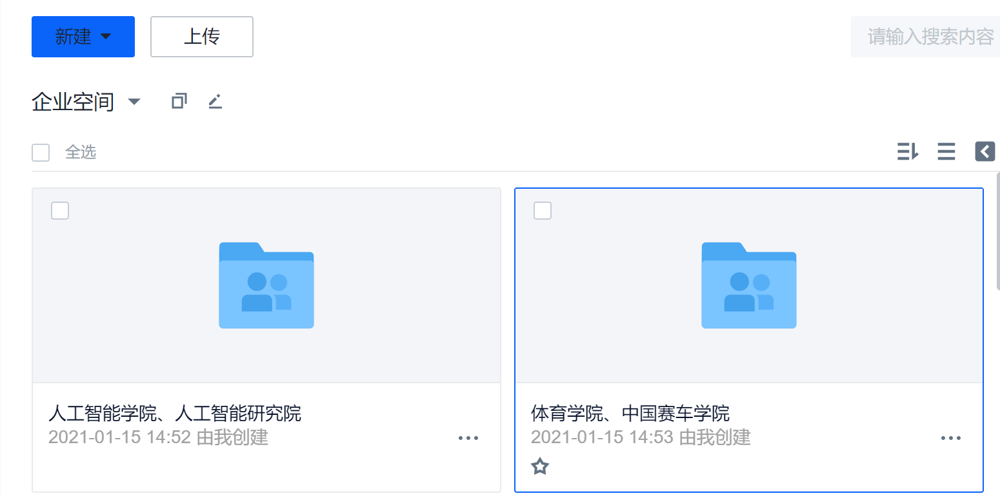 新建
上传
请输入搜索内容
企业空间
全选
人工智能学院、人工智能研究院
2021-01-15 14:52 由我创建
体育学院、中国赛车学院
2021-01-15 14:53 由我创建